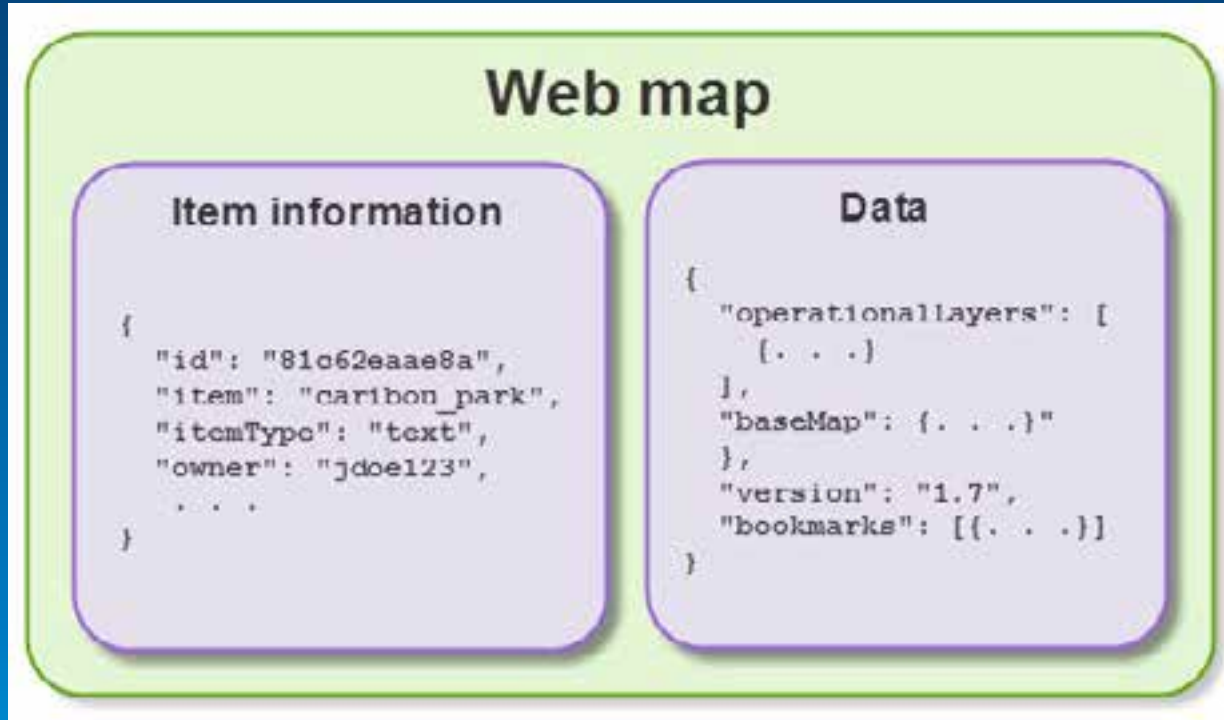 Web map
Item information
{
"id": "81c62eaae8a",
"item": "caribou_park",
"itemType": "text",
"owner": "jdoe123",
. . .
}
Data
{
"operationalLayers": [
{. . .}
],
"baseMap": {. . .}"
},
"version": "1.7",
"bookmarks": [{. . .}]
}